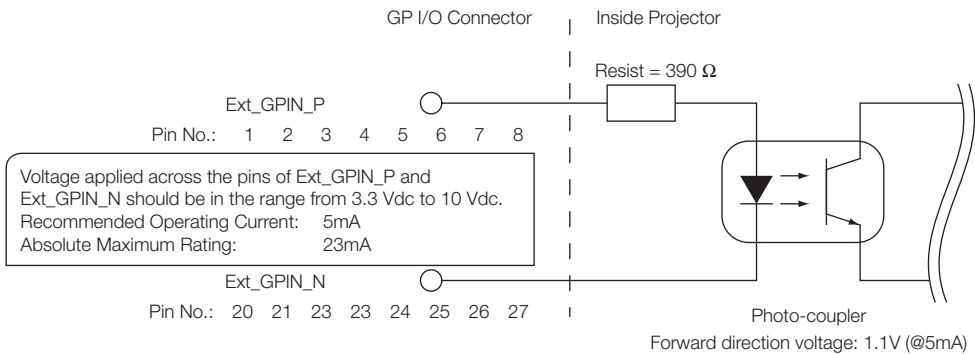 GP I/O Connector
Inside Projector
Resist = 390 Ω
Ext_GPIN_P
Pin No.: 1 2 3 4 5 6 7 8
Voltage applied across the pins of Ext_GPIN_P and
Ext_GPIN_N should be in the range from 3.3 Vdc to 10 Vdc.
Recommended Operating Current: 5mA
Absolute Maximum Rating: 23mA
Ext_GPIN_N
Pin No.: 20 21 23 23 24 25 26 27
Photo-coupler
Forward direction voltage: 1.1V (@5mA)